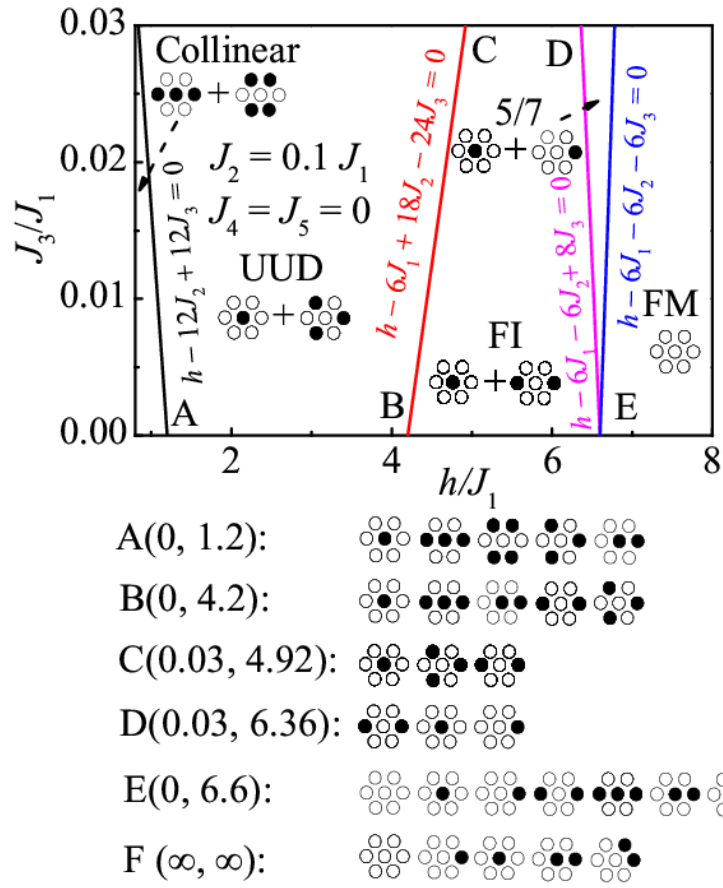 0.03
0.02
0.01
0.00
J₃/J₁
Collinear
+
J₂ = 0.1 J₁
J₄ = J₅ = 0
UUD
+
h − 12J₂ + 12J₃ = 0
A
B
C
h − 6J₁ + 18J₂ − 24J₃ = 0
D
5/7
+
FI
+
h − 6J₁ − 6J₂ + 8J₃ = 0
h − 6J₁ − 6J₂ − 6J₃ = 0
E
FM
2 4 6 8
h/J₁
A(0, 1.2):
B(0, 4.2):
C(0.03, 4.92):
D(0.03, 6.36):
E(0, 6.6):
F (∞, ∞):